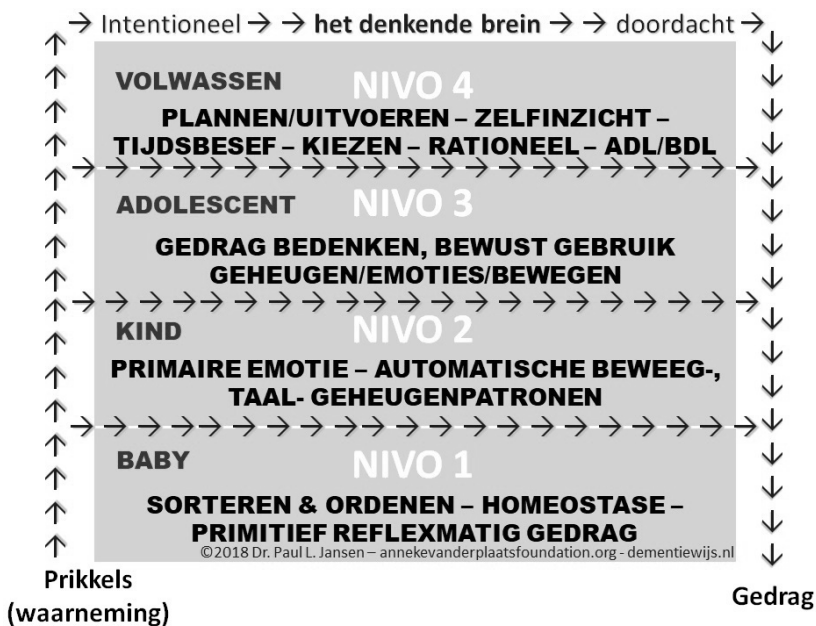 → Intentioneel → → het denkende brein → → doordacht →
VOLWASSEN NIVO 4
PLANNEN/UITVOEREN – ZELFINZICHT –
TIJDSBESEF – KIEZEN – RATIONEEL – ADL/BDL
ADOLESCENT NIVO 3
GEDRAG BEDENKEN, BEWUST GEBRUIK
GEHEUGEN/EMOTIES/BEWEGEN
KIND NIVO 2
PRIMAIRE EMOTIE – AUTOMATISCHE BEWEEG-,
TAAL- GEHEUGENPATRONEN
BABY NIVO 1
SORTEREN & ORDENEN – HOMEOSTASE –
PRIMITIEF REFLEXMATIG GEDRAG
©2018 Dr. Paul L. Jansen – annekevanderplaatsfoundation.org - dementiewijs.nl
Prikkels
(waarneming)
Gedrag